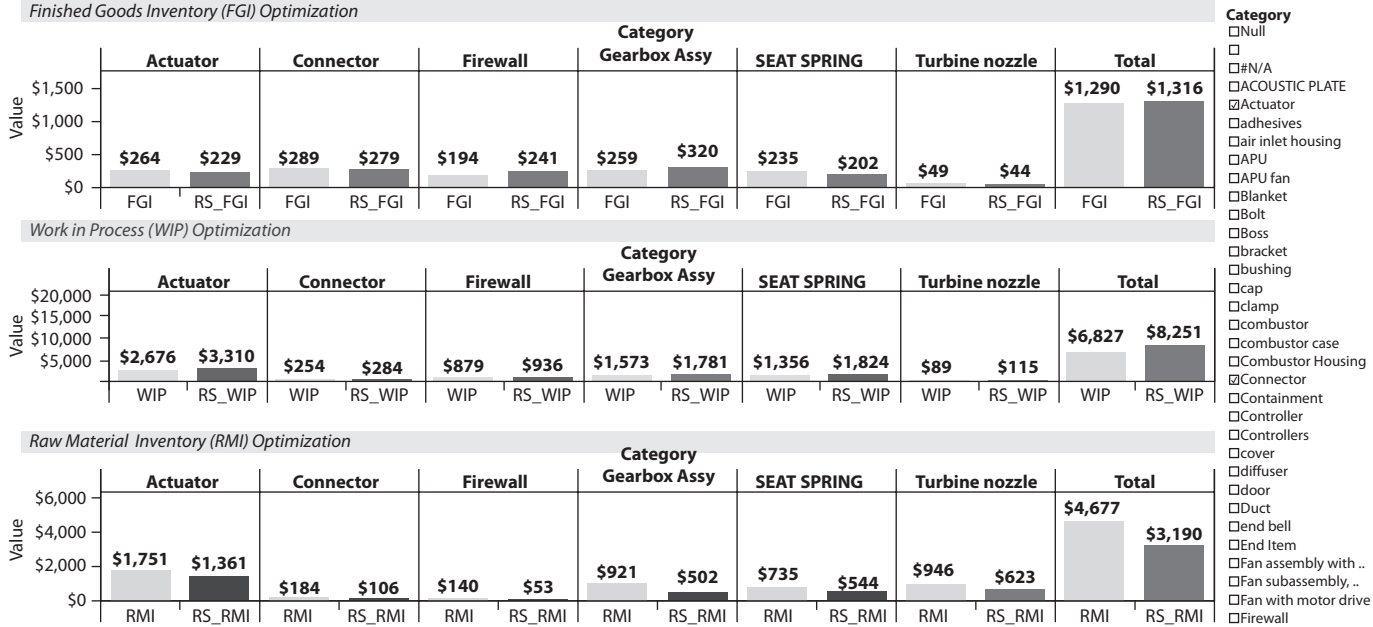 Finished Goods Inventory (FGI) Optimization
Category
Actuator Connector Firewall Gearbox Assy SEAT SPRING Turbine nozzle Total
Value
$1,500
$1,000
$500
$0
$264 $229 $289 $279 $194 $241 $259 $320 $235 $202 $49 $44 $1,290 $1,316
FGI RS_FGI FGI RS_FGI FGI RS_FGI FGI RS_FGI FGI RS_FGI FGI RS_FGI FGI RS_FGI
Work in Process (WIP) Optimization
Category
Actuator Connector Firewall Gearbox Assy SEAT SPRING Turbine nozzle Total
Value
$20,000
$15,000
$10,000
$5,000
$2,676 $3,310 $254 $284 $879 $936 $1,573 $1,781 $1,356 $1,824 $89 $115 $6,827 $8,251
WIP RS_WIP WIP RS_WIP WIP RS_WIP WIP RS_WIP WIP RS_WIP WIP RS_WIP WIP RS_WIP
Raw Material Inventory (RMI) Optimization
Category
Actuator Connector Firewall Gearbox Assy SEAT SPRING Turbine nozzle Total
Value
$6,000
$4,000
$2,000
$0
$1,751 $1,361 $184 $106 $140 $53 $921 $502 $735 $544 $946 $623 $4,677 $3,190
RMI RS_RMI RMI RS_RMI RMI RS_RMI RMI RS_RMI RMI RS_RMI RMI RS_RMI RMI RS_RMI
Category
☐Null
☐
☐#N/A
☐ACOUSTIC PLATE
☑Actuator
☐adhesives
☐air inlet housing
☐APU
☐APU fan
☐Blanket
☐Bolt
☐Boss
☐bracket
☐bushing
☐cap
☐clamp
☐combustor
☐combustor case
☐Combustor Housing
☑Connector
☐Containment
☐Controller
☐Controllers
☐cover
☐diffuser
☐door
☐Duct
☐end bell
☐End Item
☐Fan assembly with ..
☐Fan subassembly, ..
☐Fan with motor drive
☐Firewall